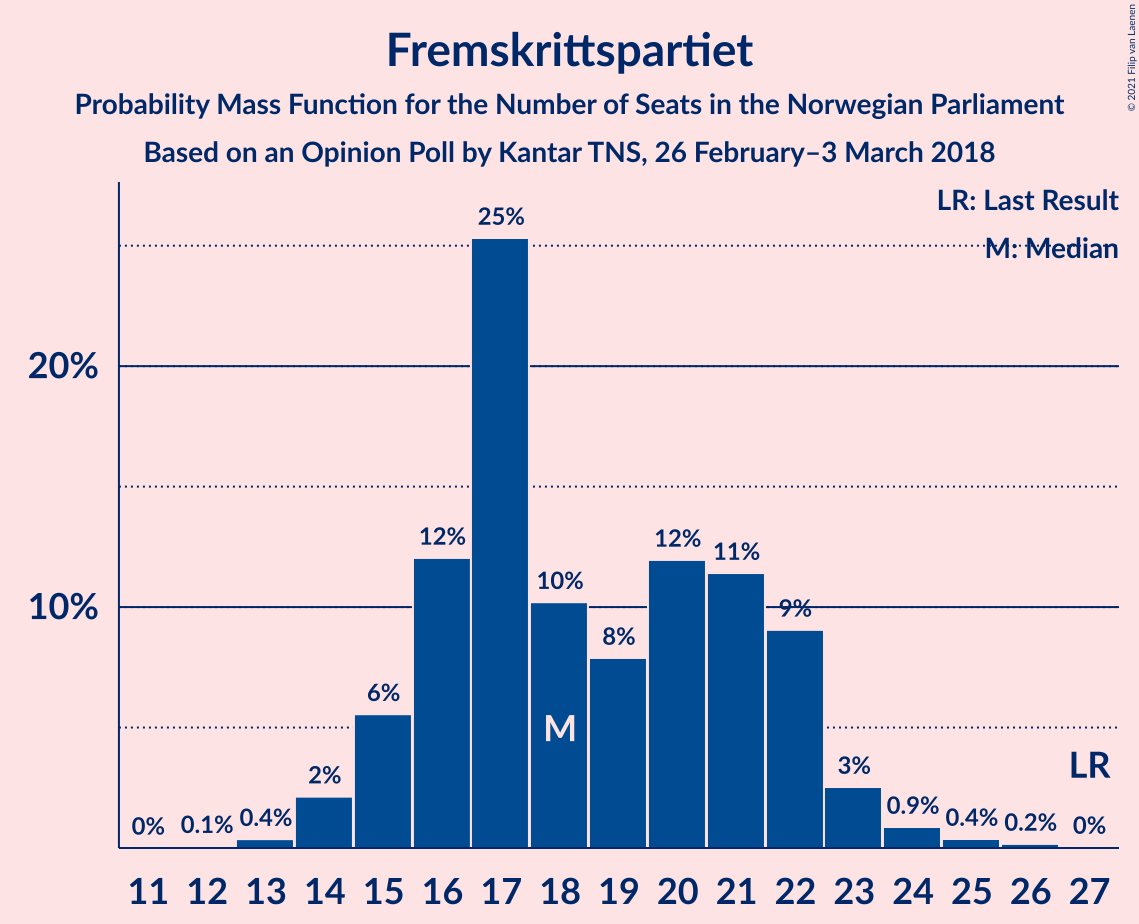 Fremskrittspartiet
Probability Mass Function for the Number of Seats in the Norwegian Parliament
Based on an Opinion Poll by Kantar TNS, 26 February–3 March 2018
© 2021 Filip van Laenen
LR: Last Result
M: Median
20%
10%
0%
0.1%
0.4%
2%
6%
12%
25%
10%
8%
12%
11%
9%
3%
0.9%
0.4%
0.2%
0%
M
LR
11 12 13 14 15 16 17 18 19 20 21 22 23 24 25 26 27